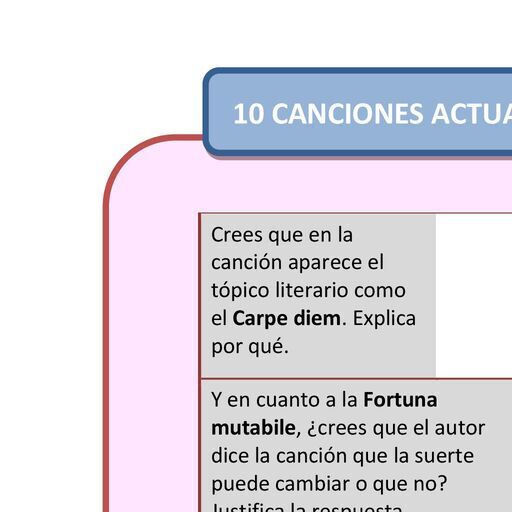 10 CANCIONES ACTUA
Crees que en la
canción aparece el
tópico literario como
el Carpe diem. Explica
por qué.
Y en cuanto a la Fortuna
mutabile, ¿crees que el autor
dice la canción que la suerte
puede cambiar o que no?
Justifica la respuesta